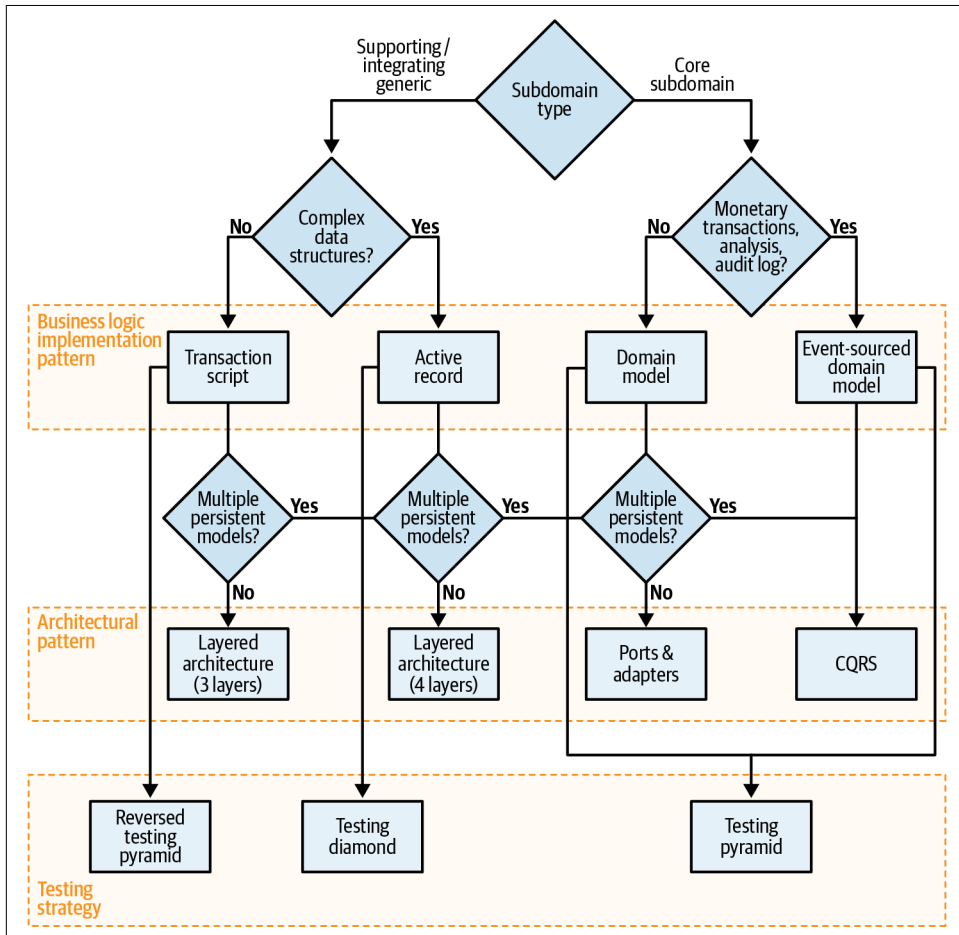 Supporting /
integrating
generic
Subdomain
type
Core
subdomain
No
Complex
data
structures?
Yes
No
Monetary
transactions,
analysis,
audit log?
Yes
Business logic
implementation
pattern
Transaction
script
Active
record
Domain
model
Event-sourced
domain
model
Multiple
persistent
models?
Yes
Multiple
persistent
models?
Yes
Multiple
persistent
models?
Yes
No
No
No
Architectural
pattern
Layered
architecture
(3 layers)
Layered
architecture
(4 layers)
Ports &
adapters
CQRS
Reversed
testing
pyramid
Testing
diamond
Testing
pyramid
Testing
strategy